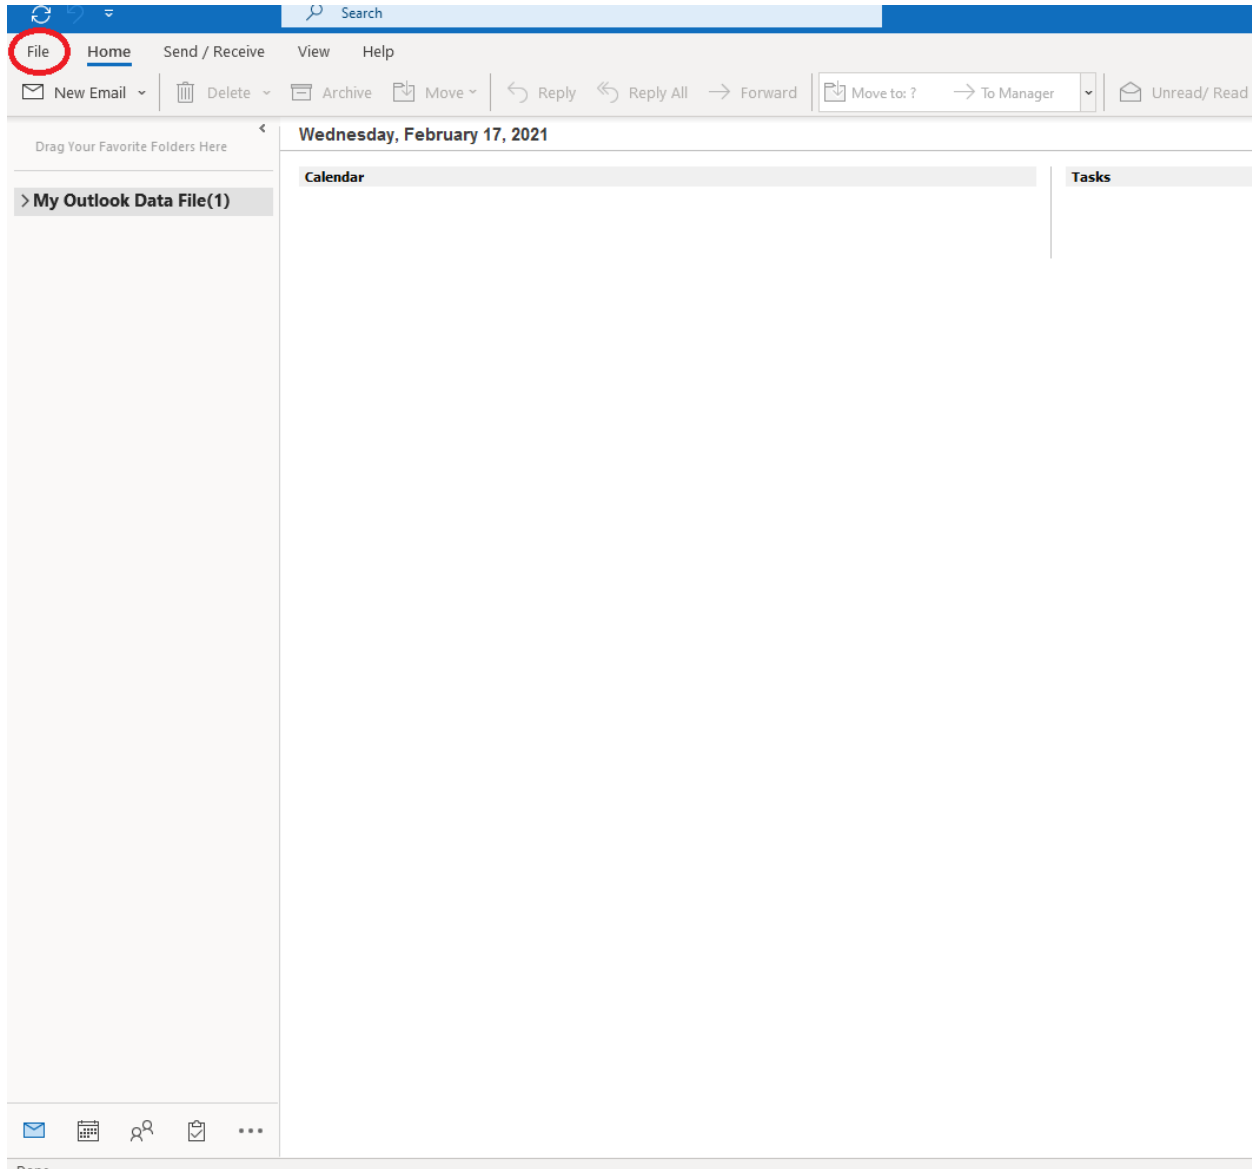 Search
File Home Send / Receive View Help
New Email Delete Archive Move Reply Reply All Forward Move to: ? To Manager Unread/ Read
Drag Your Favorite Folders Here
Wednesday, February 17, 2021
Calendar Tasks
My Outlook Data File(1)